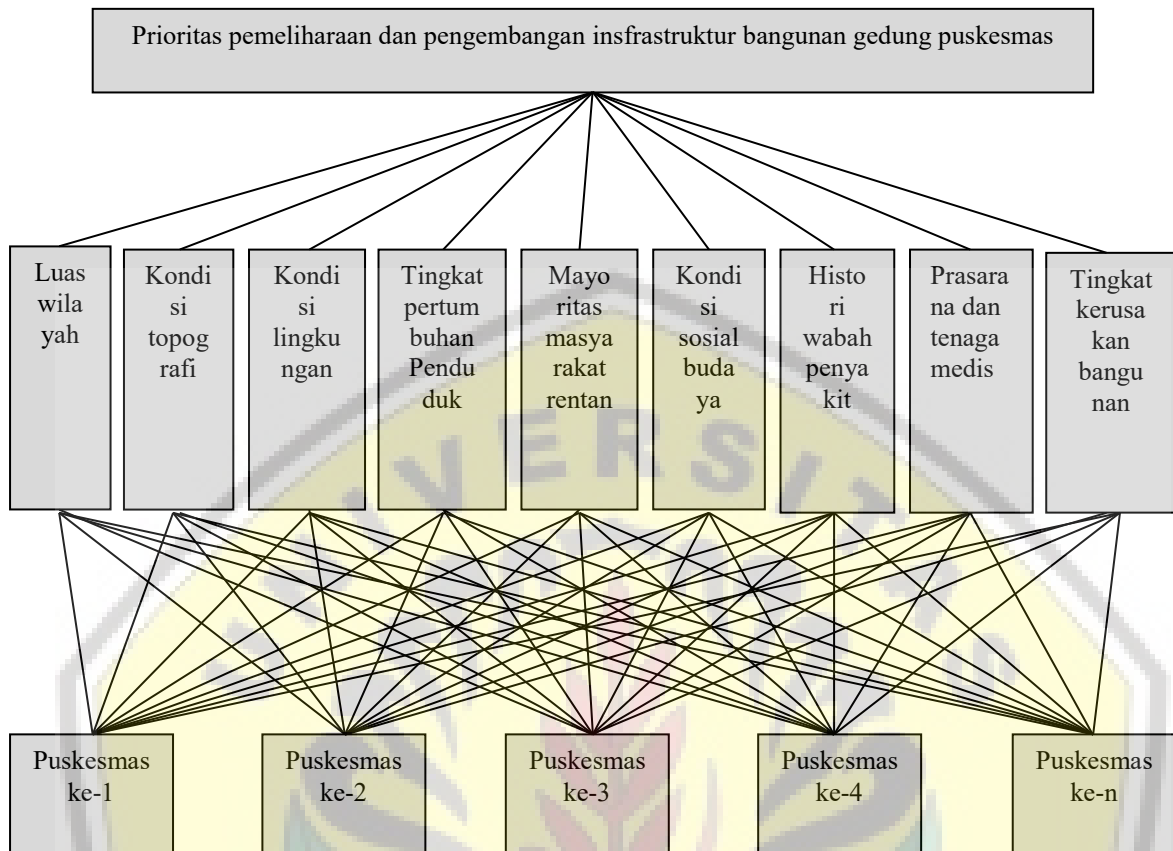 Prioritas pemeliharaan dan pengembangan insfrastruktur bangunan gedung puskesmas
Luas
wila
yah
Kondi
si
topog
rafi
Kondi
si
lingku
ngan
Tingkat
pertum
buhan
Pendu
duk
Mayo
ritas
masya
rakat
rentan
Kondi
si
sosial
buda
ya
Histo
ri
wabah
penya
kit
Prasara
na dan
tenaga
medis
Tingkat
kerusa
kan
bangu
nan
UNIVERSITAS
Puskesmas
ke-1
Puskesmas
ke-2
Puskesmas
ke-3
Puskesmas
ke-4
Puskesmas
ke-n